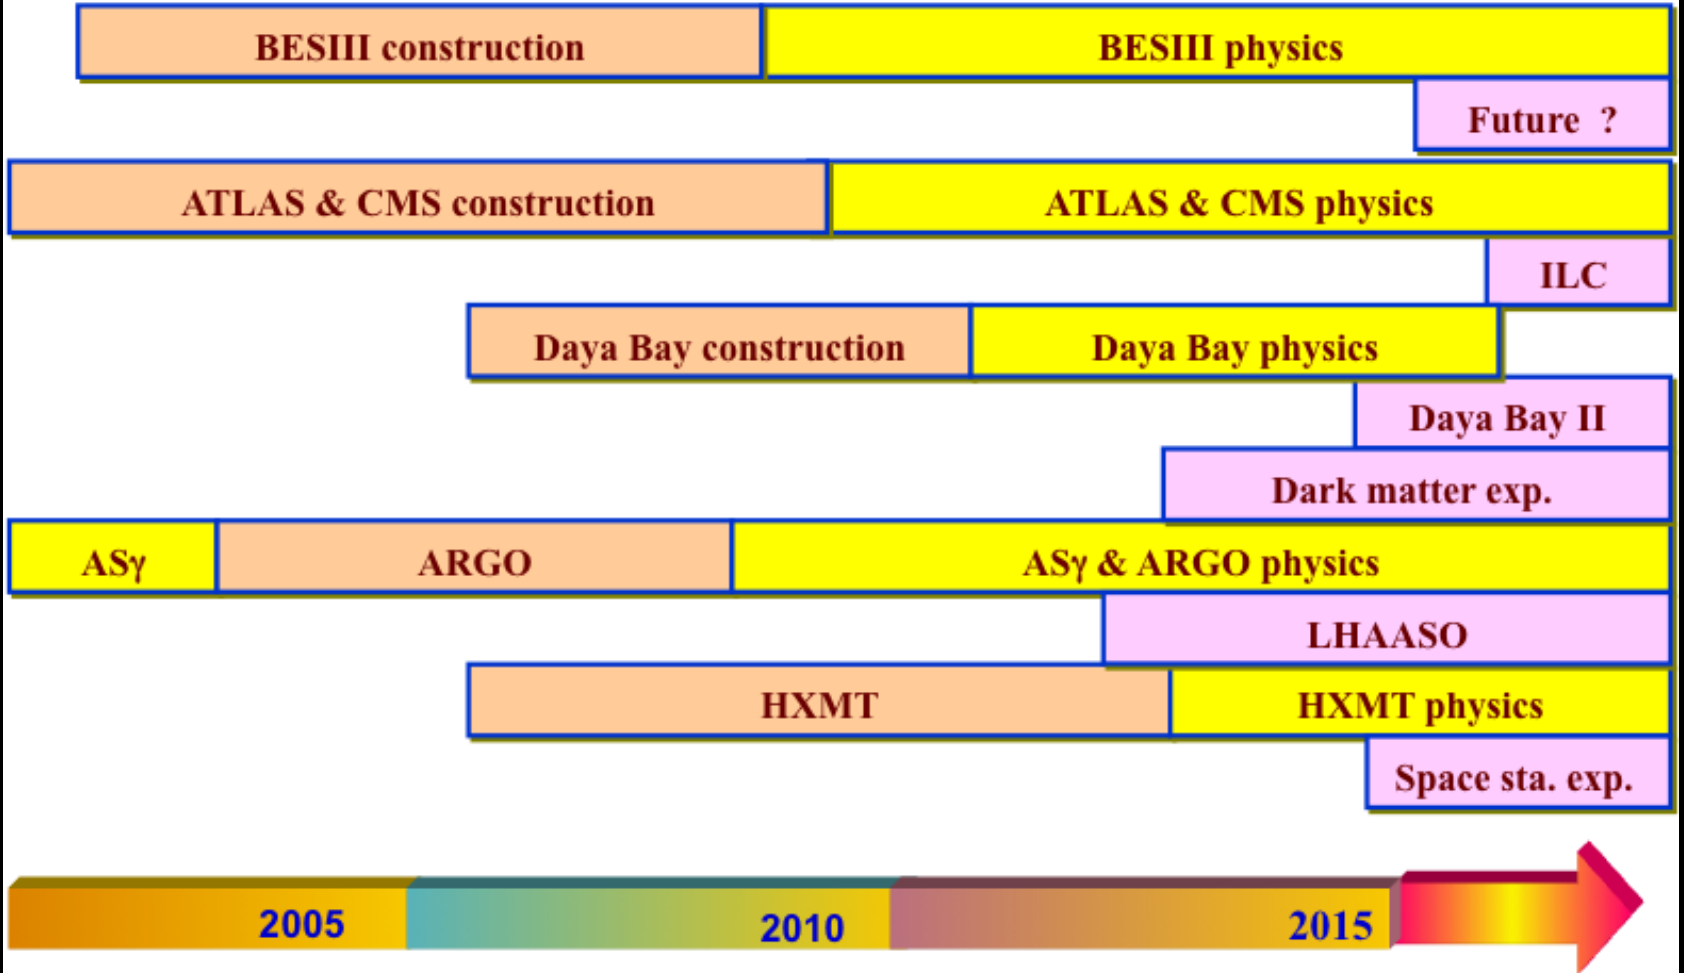 BESIII construction BESIII physics
Future ?
ATLAS & CMS construction ATLAS & CMS physics
ILC
Daya Bay construction Daya Bay physics
Daya Bay II
Dark matter exp.
ASγ ARGO ASγ & ARGO physics
LHAASO
HXMT HXMT physics
Space sta. exp.
2005 2010 2015